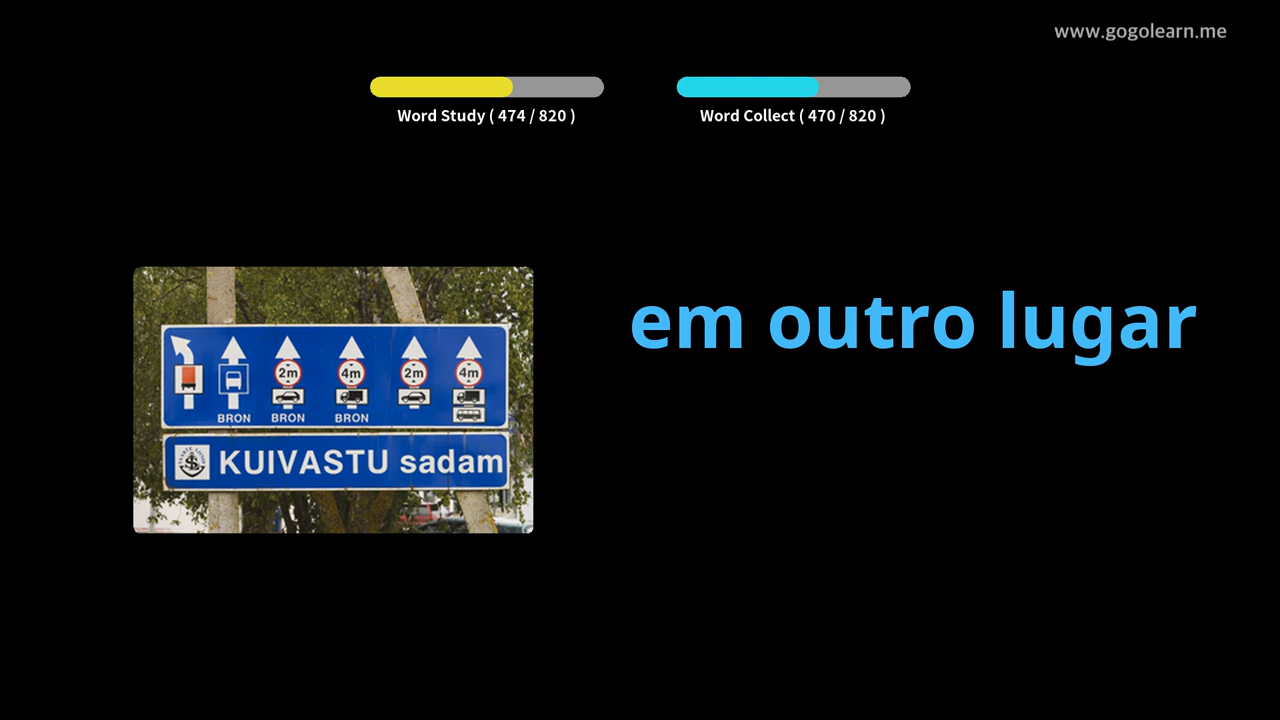 www.gogolearn.me
Word Study ( 474 / 820 )
Word Collect ( 470 / 820 )
em outro lugar
2m 4m 2m 4m
BRON BRON BRON
KUIVASTU sadam